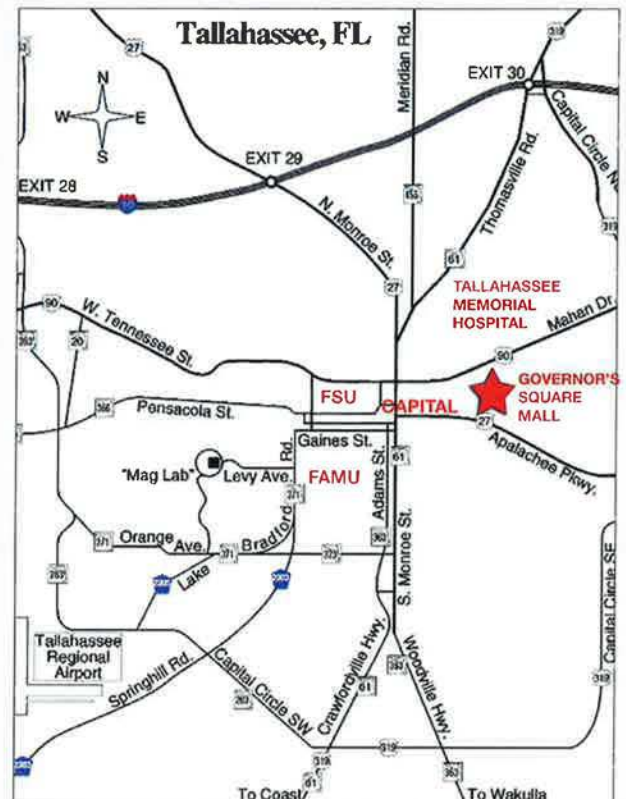 Tallahassee, FL
27
Meridian Rd.
319
N
W E
S
EXIT 30
EXIT 29
EXIT 28
Capital Circle N
Thomasville Rd.
N. Monroe St.
319
61
27
TALLAHASSEE
MEMORIAL
HOSPITAL
Mahan Dr.
90
W. Tennessee St.
20
90
GOVERNOR'S
SQUARE
MALL
FSU
CAPITAL
27
Pensacola St.
Apalachee Pkwy.
Gaines St.
"Mag Lab"
Levy Ave.
Rd.
FAMU
Adams St.
61
371
Orange
Ave.
371
Bradford
373
363
Lake
S. Monroe St.
263
Capital Circle SE
Tallahassee
Regional
Airport
Springhill Rd.
Capital Circle SW
263
Crawfordville Hwy.
61
Woodville Hwy.
363
319
319
319
61
363
To Coast
To Wakulla